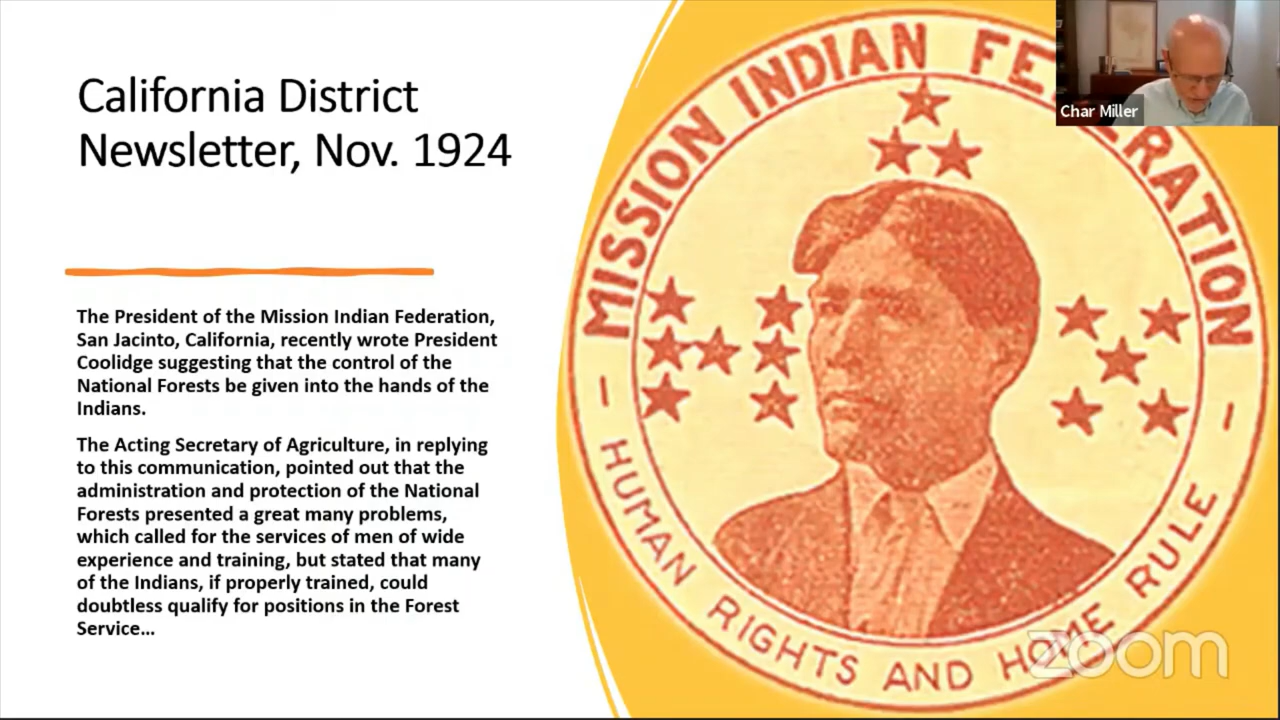 California District
Newsletter, Nov. 1924
The President of the Mission Indian Federation,
San Jacinto, California, recently wrote President
Coolidge suggesting that the control of the
National Forests be given into the hands of the
Indians.
The Acting Secretary of Agriculture, in replying
to this communication, pointed out that the
administration and protection of the National
Forests presented a great many problems,
which called for the services of men of wide
experience and training, but stated that many
of the Indians, if properly trained, could
doubtless qualify for positions in the Forest
Service...
MISSION INDIAN FEDERATION
- HUMAN RIGHTS AND HOME RULE -
Char Miller
zoom